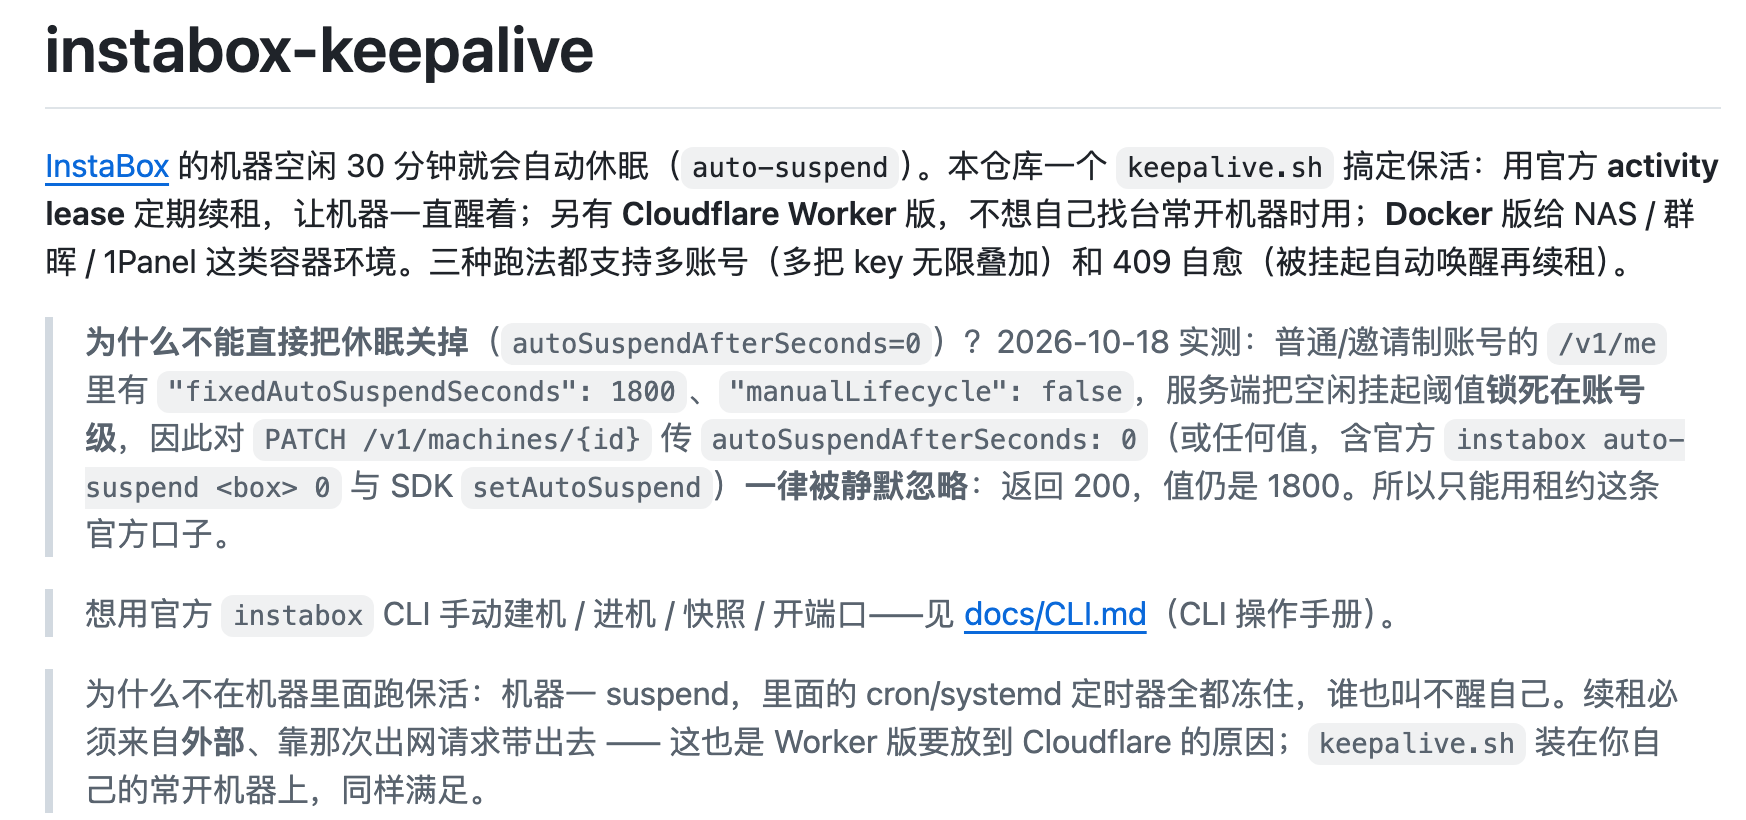 instabox-keepalive
InstaBox 的机器空闲 30 分钟就会自动休眠（auto-suspend）。本仓库一个 keepalive.sh 搞定保活：用官方 activity
lease 定期续租，让机器一直醒着；另有 Cloudflare Worker 版，不想自己找台常开机器时用；Docker 版给 NAS / 群
晖 / 1Panel 这类容器环境。三种跑法都支持多账号（多把 key 无限叠加）和 409 自愈（被挂起自动唤醒再续租）。
为什么不能直接把休眠关掉（autoSuspendAfterSeconds=0）？2026-10-18 实测：普通/邀请制账号的 /v1/me
里有 "fixedAutoSuspendSeconds": 1800、"manualLifecycle": false，服务端把空闲挂起阈值锁死在账号
级，因此对 PATCH /v1/machines/{id} 传 autoSuspendAfterSeconds: 0（或任何值，含官方 instabox auto-
suspend <box> 0 与 SDK setAutoSuspend）一律被静默忽略：返回 200，值仍是 1800。所以只能用租约这条
官方口子。
想用官方 instabox CLI 手动建机 / 进机 / 快照 / 开端口——见 docs/CLI.md（CLI 操作手册）。
为什么不在机器里面跑保活：机器一 suspend，里面的 cron/systemd 定时器全都冻住，谁也叫不醒自己。续租必
须来自外部、靠那次出网请求带出去 —— 这也是 Worker 版要放到 Cloudflare 的原因；keepalive.sh 装在你自
己的常开机器上，同样满足。